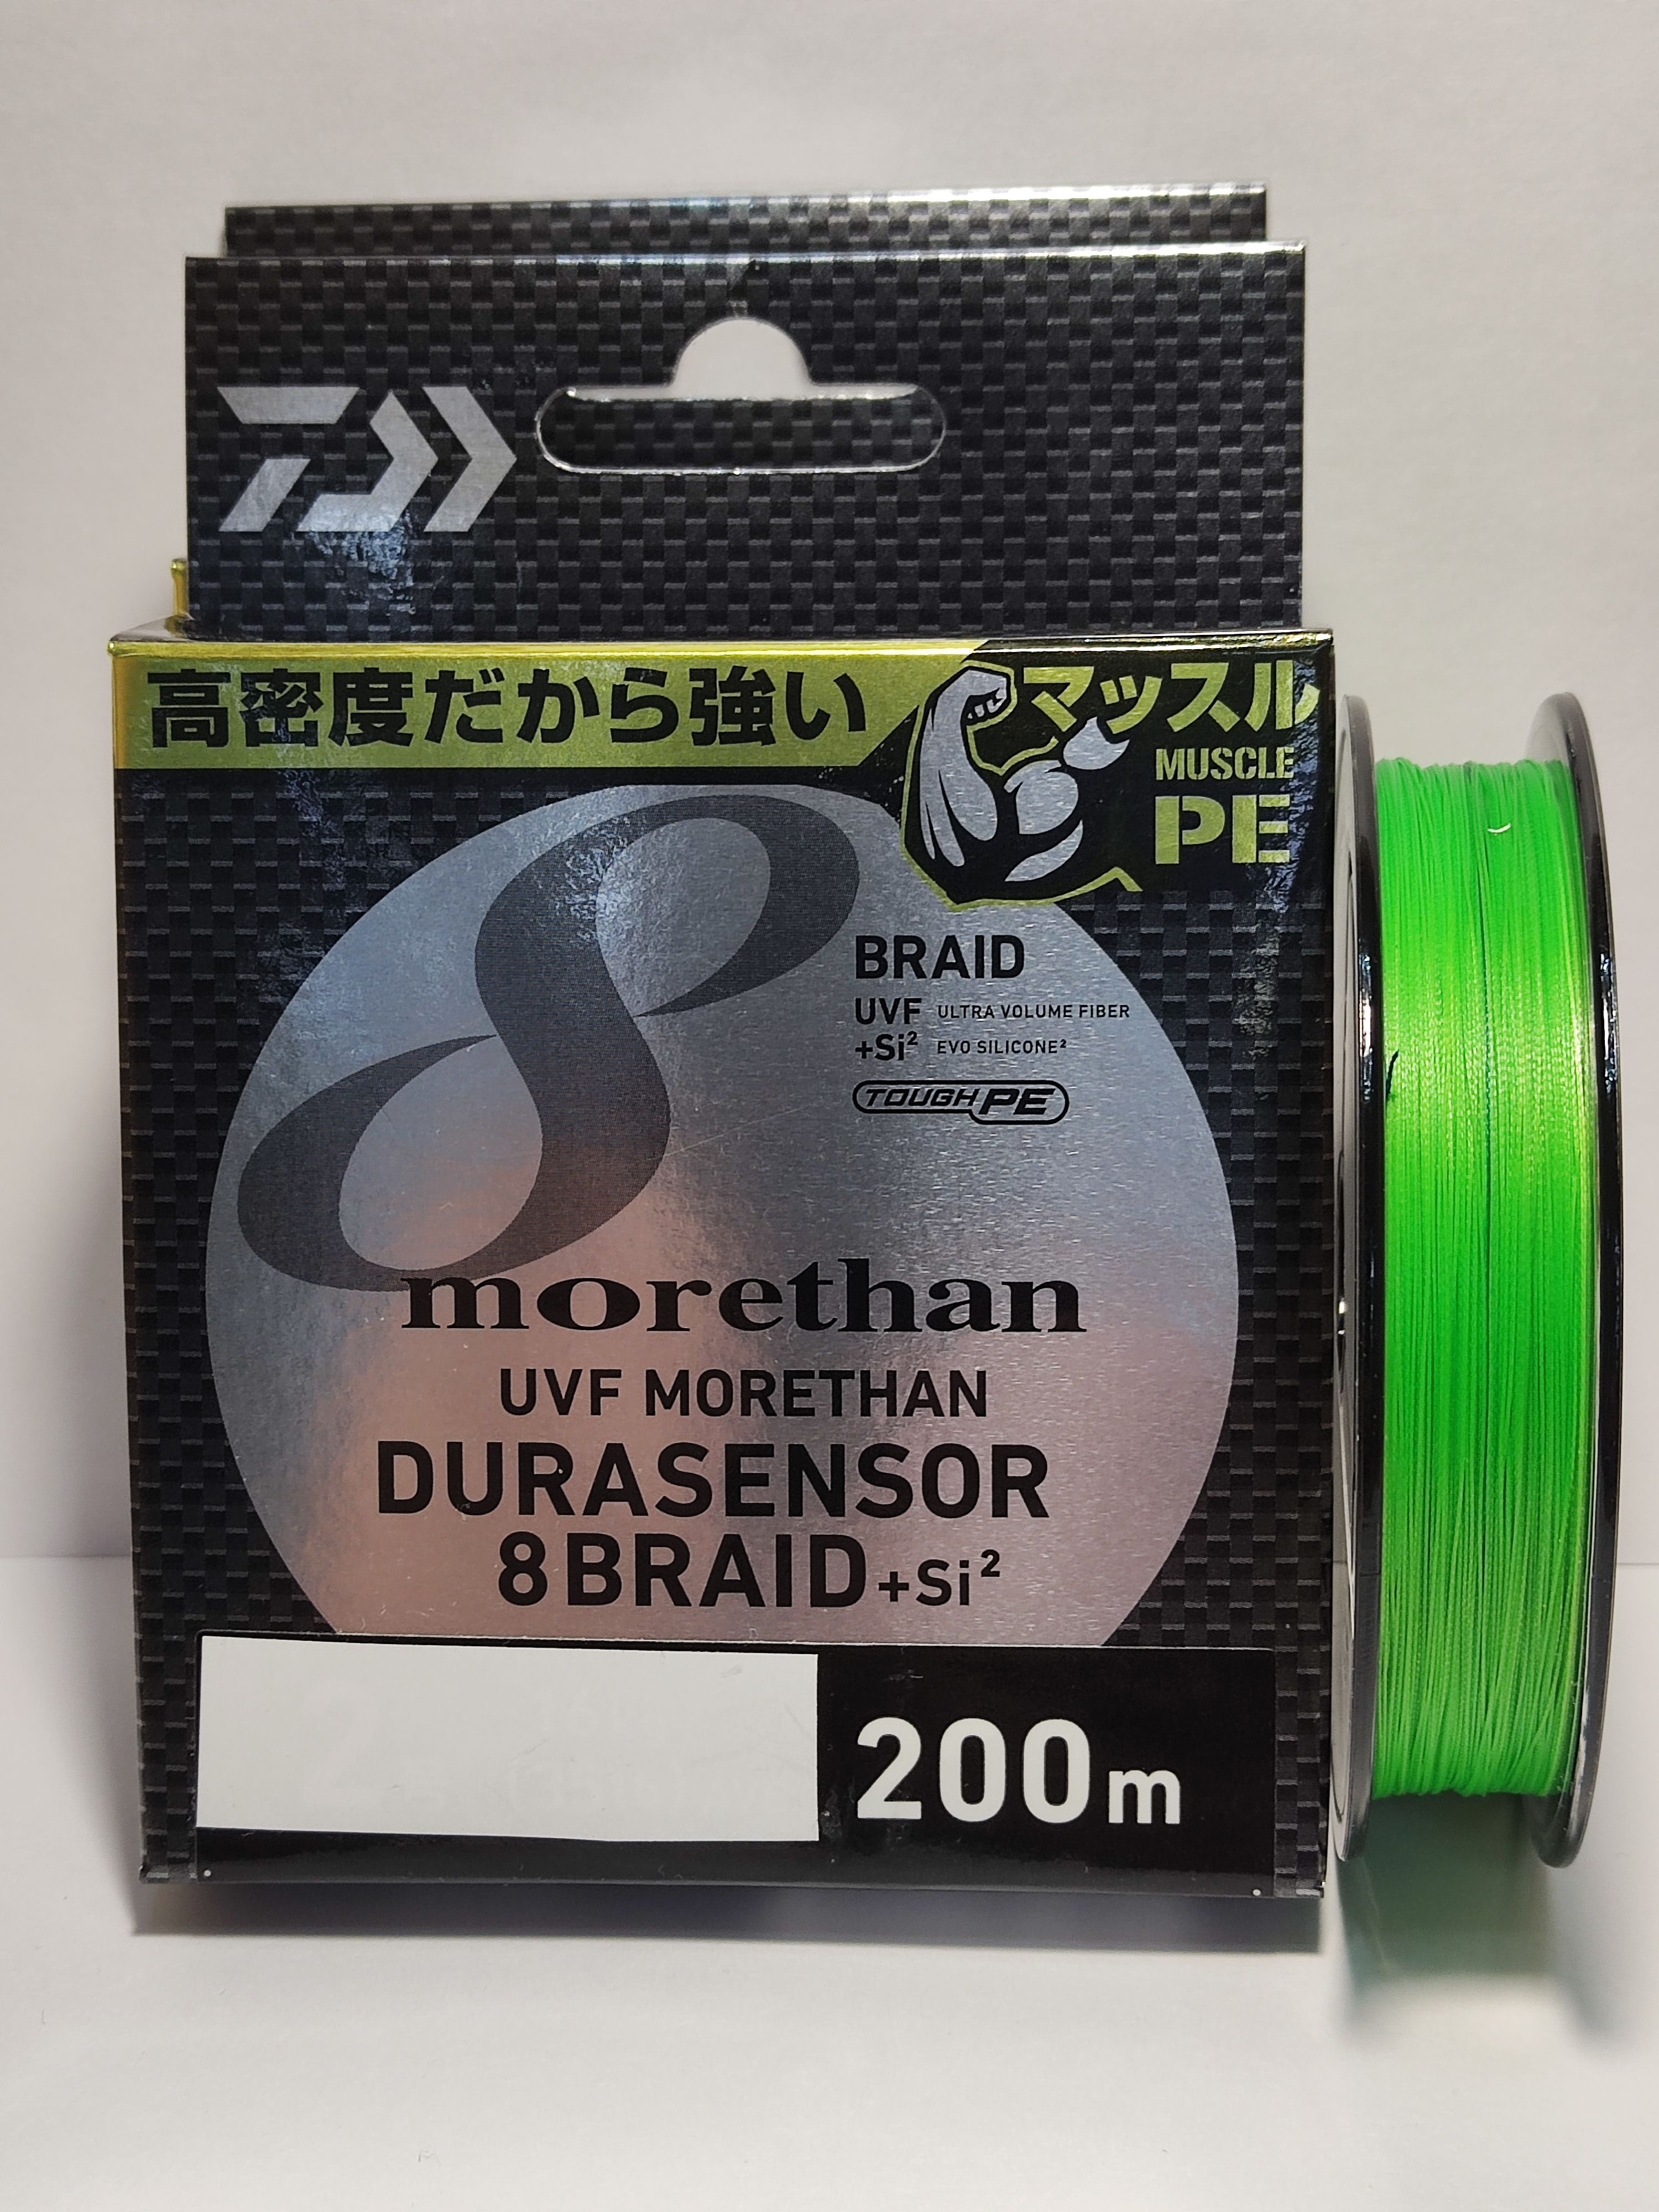 高密度だから強い
マッスル
MUSCLE
PE
8
BRAID
UVF ULTRA VOLUME FIBER
+Si² EVO SILICONE²
TOUGH PE
morethan
UVF MORETHAN
DURASENSOR
8BRAID+Si²
200m